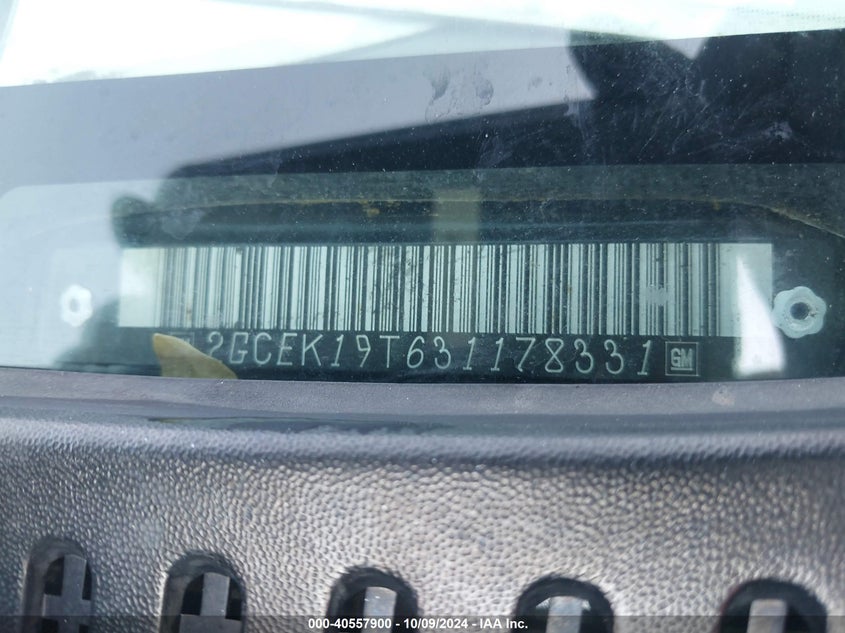 2GCEK19T631178331 GM
000-40557900 - 10/09/2024 - IAA Inc.